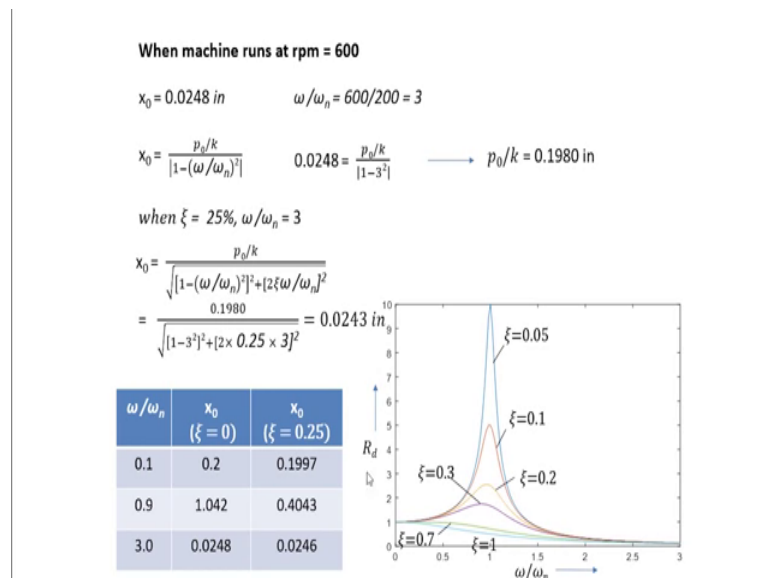 When machine runs at rpm = 600
x₀ = 0.0248 in ω/ωₙ = 600/200 = 3
x₀ = p₀/k / |1−(ω/ωₙ)²| 0.0248 = p₀/k / |1−3²| ⟶ p₀/k = 0.1980 in
when ξ = 25%, ω/ωₙ = 3
x₀ = p₀/k / √[1−(ω/ωₙ)²]²+[2ξω/ωₙ]²
= 0.1980 / √[1−3²]²+[2× 0.25 × 3]² = 0.0243 in
ω/ωₙ x₀ (ξ = 0) x₀ (ξ = 0.25)
0.1 0.2 0.1997
0.9 1.042 0.4043
3.0 0.0248 0.0246
10
9
8
7
6
5
4
3
2
1
0
R_d
ξ=0.05
ξ=0.1
ξ=0.3
ξ=0.2
ξ=0.7
ξ=1
0 0.5 1 1.5 2 2.5 3
ω/ωₙ ⟶